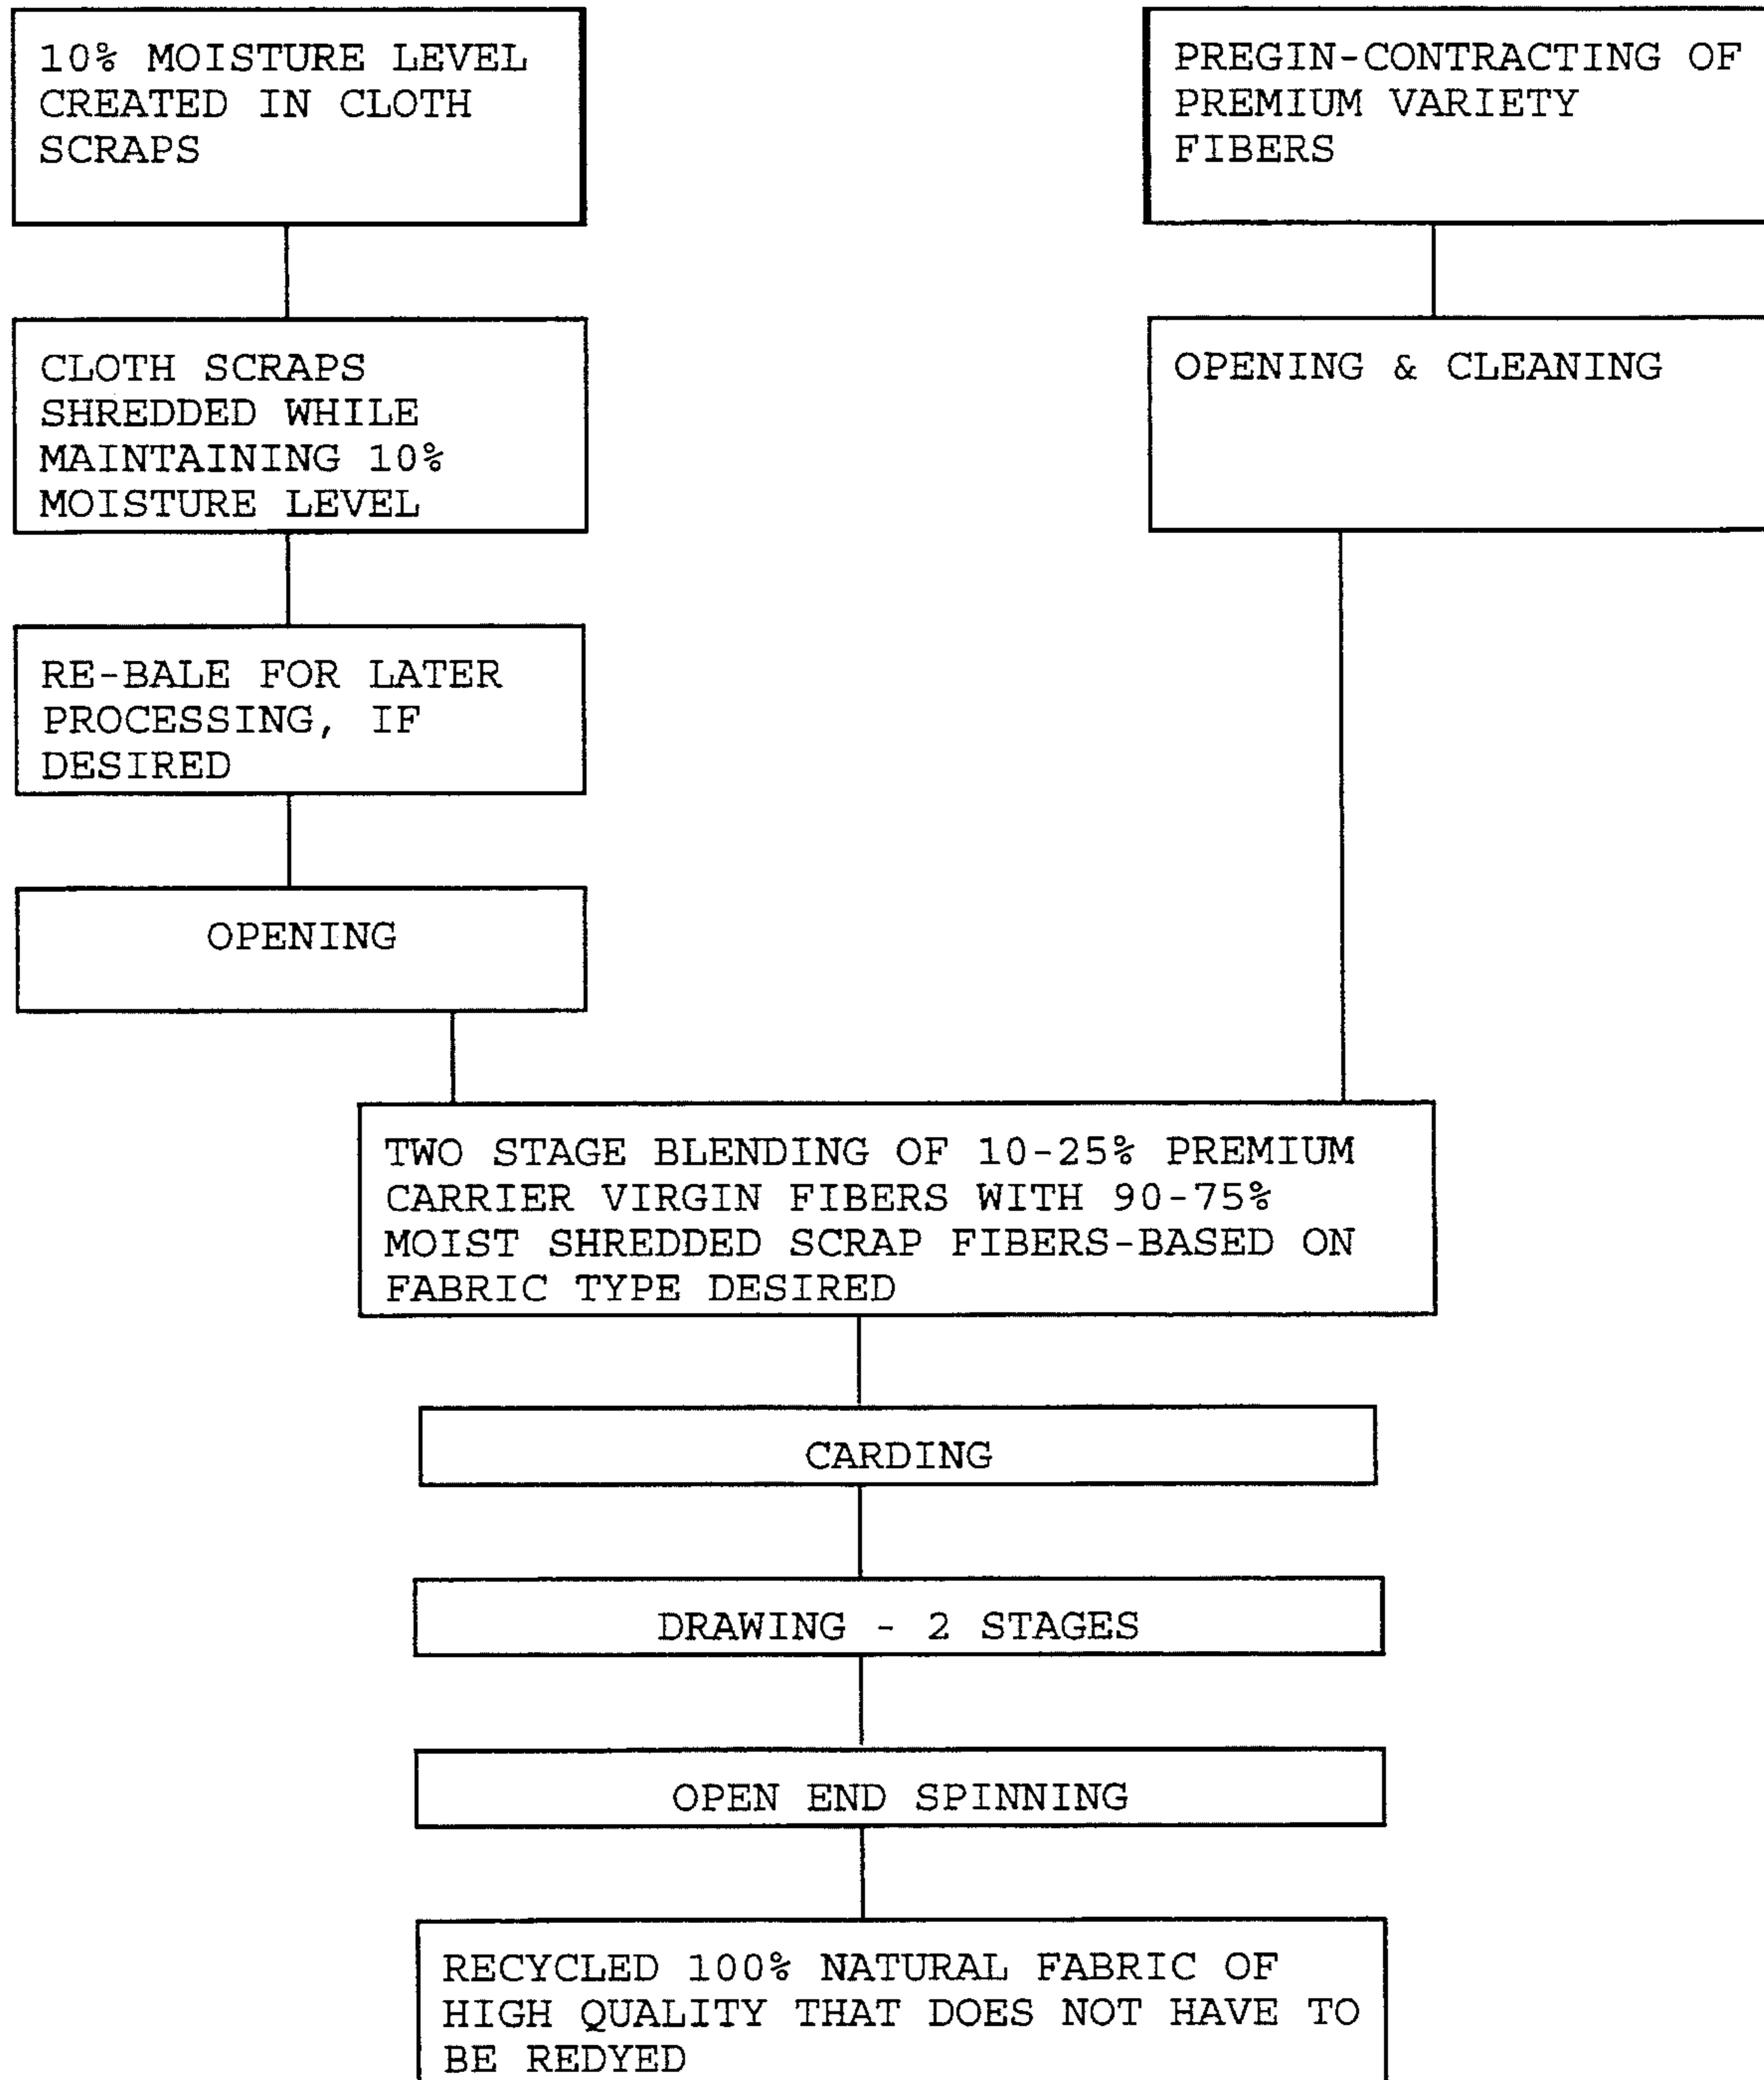 10% MOISTURE LEVEL
CREATED IN CLOTH
SCRAPS
PREGIN-CONTRACTING OF
PREMIUM VARIETY
FIBERS
CLOTH SCRAPS
SHREDDED WHILE
MAINTAINING 10%
MOISTURE LEVEL
OPENING & CLEANING
RE-BALE FOR LATER
PROCESSING, IF
DESIRED
OPENING
TWO STAGE BLENDING OF 10-25% PREMIUM
CARRIER VIRGIN FIBERS WITH 90-75%
MOIST SHREDDED SCRAP FIBERS-BASED ON
FABRIC TYPE DESIRED
CARDING
DRAWING - 2 STAGES
OPEN END SPINNING
RECYCLED 100% NATURAL FABRIC OF
HIGH QUALITY THAT DOES NOT HAVE TO
BE REDYED